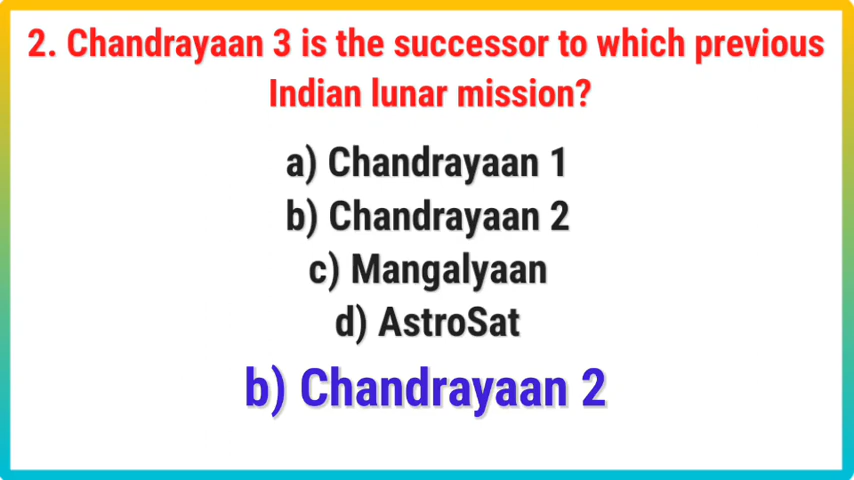 2. Chandrayaan 3 is the successor to which previous
Indian lunar mission?
a) Chandrayaan 1
b) Chandrayaan 2
c) Mangalyaan
d) AstroSat
b) Chandrayaan 2